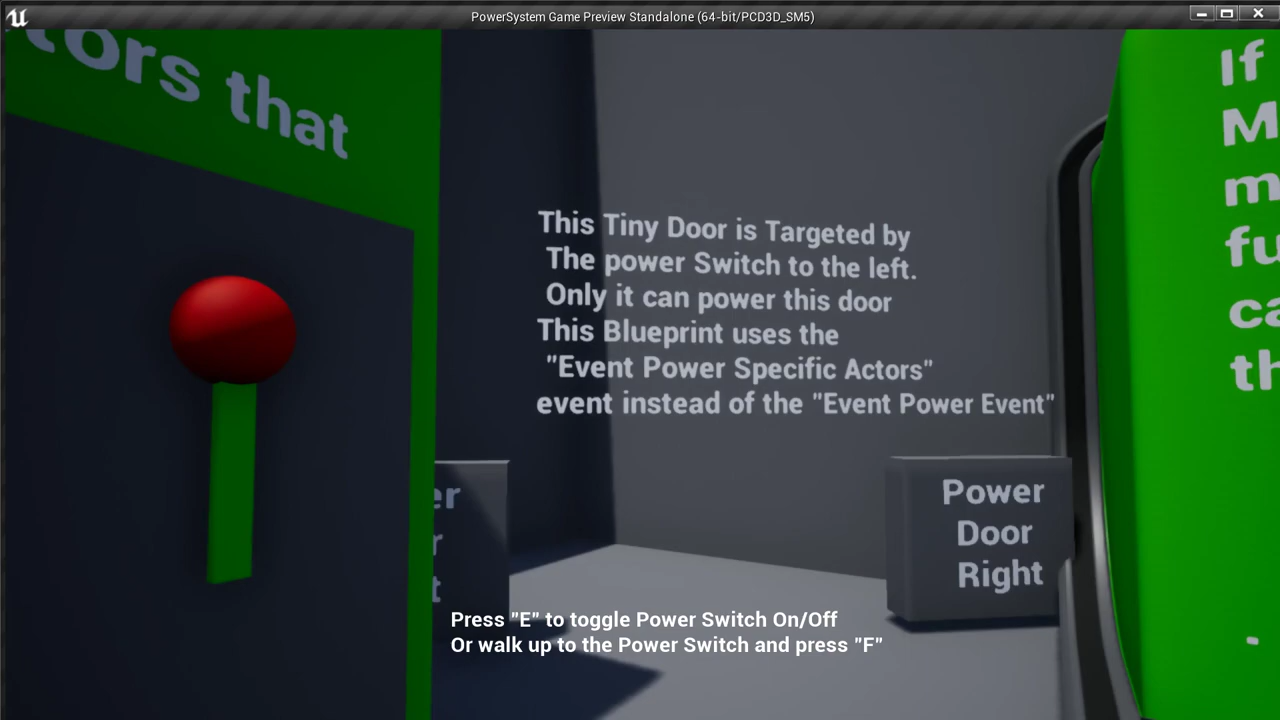 PowerSystem Game Preview Standalone (64-bit/PCD3D_SM5)
that
If
This Tiny Door is Targeted by
The power Switch to the left.
Only it can power this door
This Blueprint uses the
"Event Power Specific Actors"
event instead of the "Event Power Event"
Power
Door
Right
Press "E" to toggle Power Switch On/Off
Or walk up to the Power Switch and press "F"